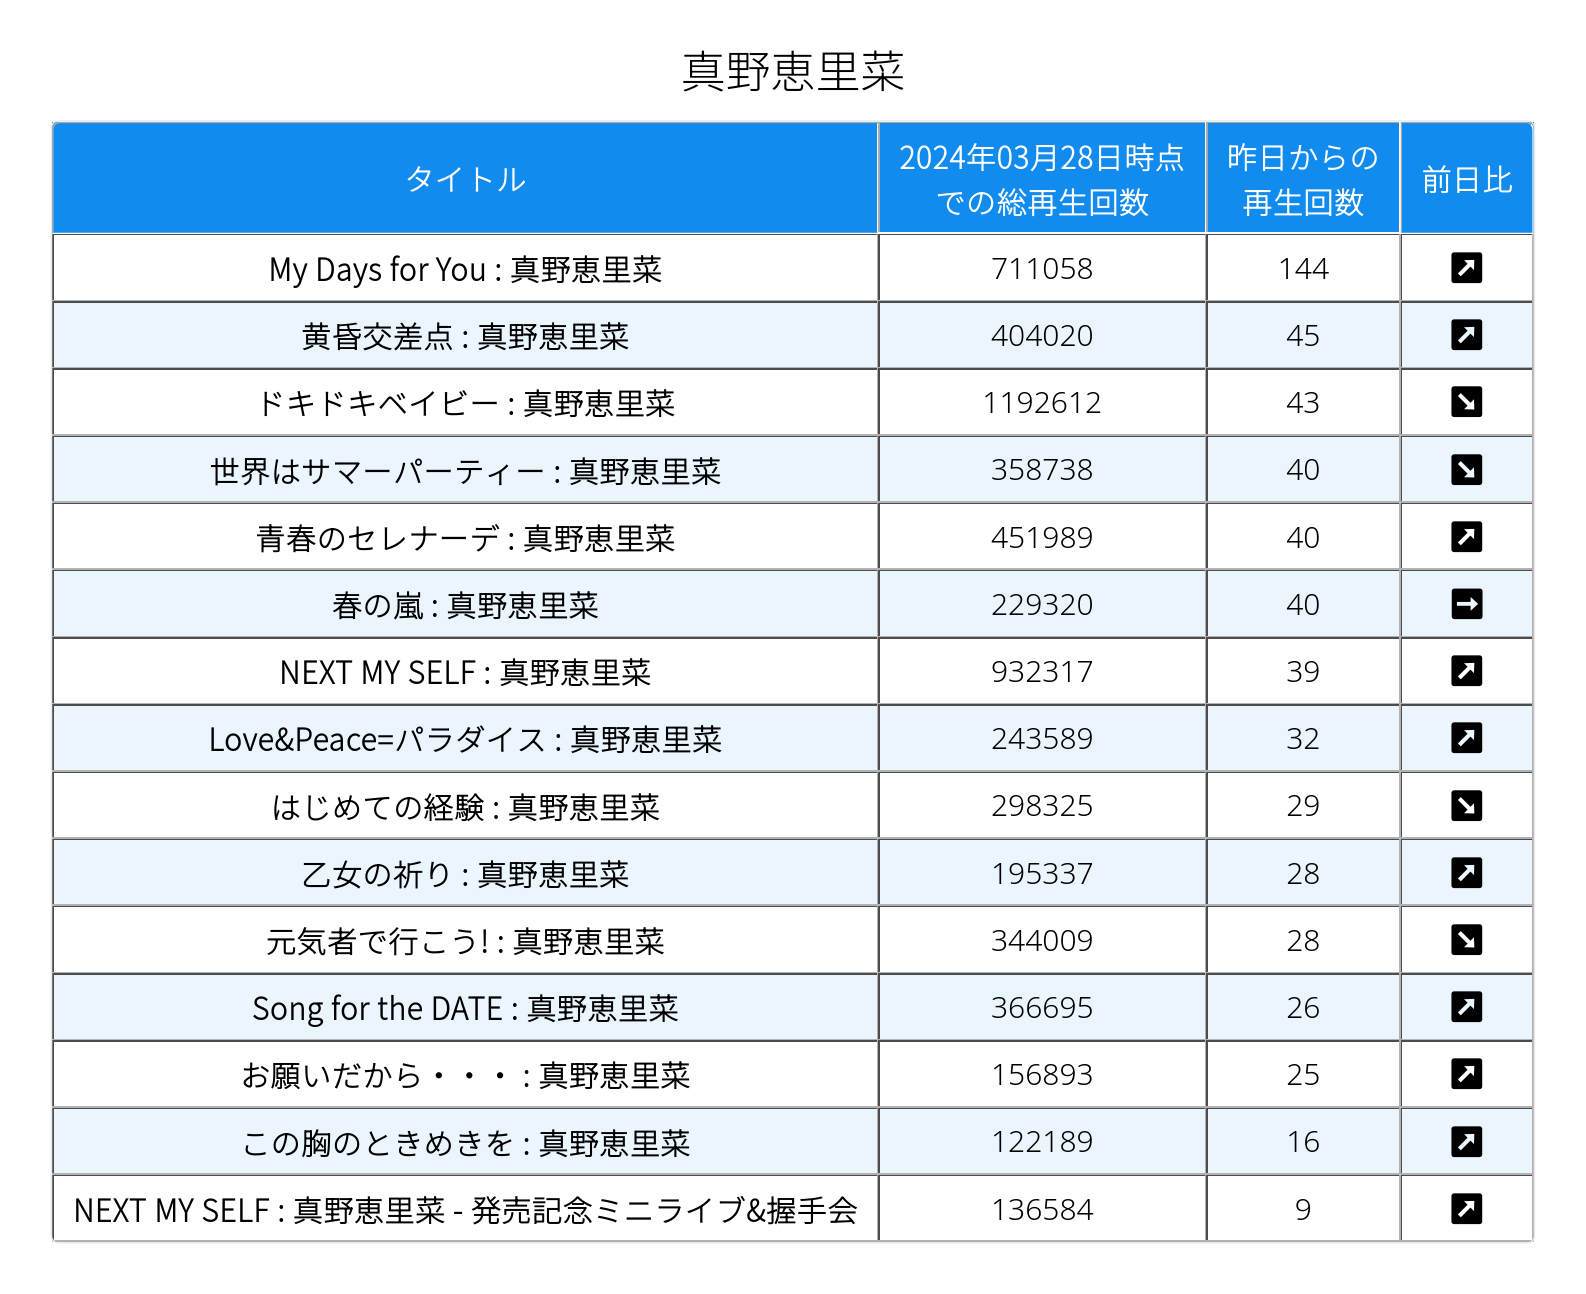 真野恵里菜
タイトル
2024年03月28日時点
での総再生回数
昨日からの
再生回数
前日比
My Days for You : 真野恵里菜 711058 144
黄昏交差点 : 真野恵里菜 404020 45
ドキドキベイビー : 真野恵里菜 1192612 43
世界はサマーパーティー : 真野恵里菜 358738 40
青春のセレナーデ : 真野恵里菜 451989 40
春の嵐 : 真野恵里菜 229320 40
NEXT MY SELF : 真野恵里菜 932317 39
Love&Peace=パラダイス : 真野恵里菜 243589 32
はじめての経験 : 真野恵里菜 298325 29
乙女の祈り : 真野恵里菜 195337 28
元気者で行こう! : 真野恵里菜 344009 28
Song for the DATE : 真野恵里菜 366695 26
お願いだから・・・ : 真野恵里菜 156893 25
この胸のときめきを : 真野恵里菜 122189 16
NEXT MY SELF : 真野恵里菜 - 発売記念ミニライブ&握手会 136584 9